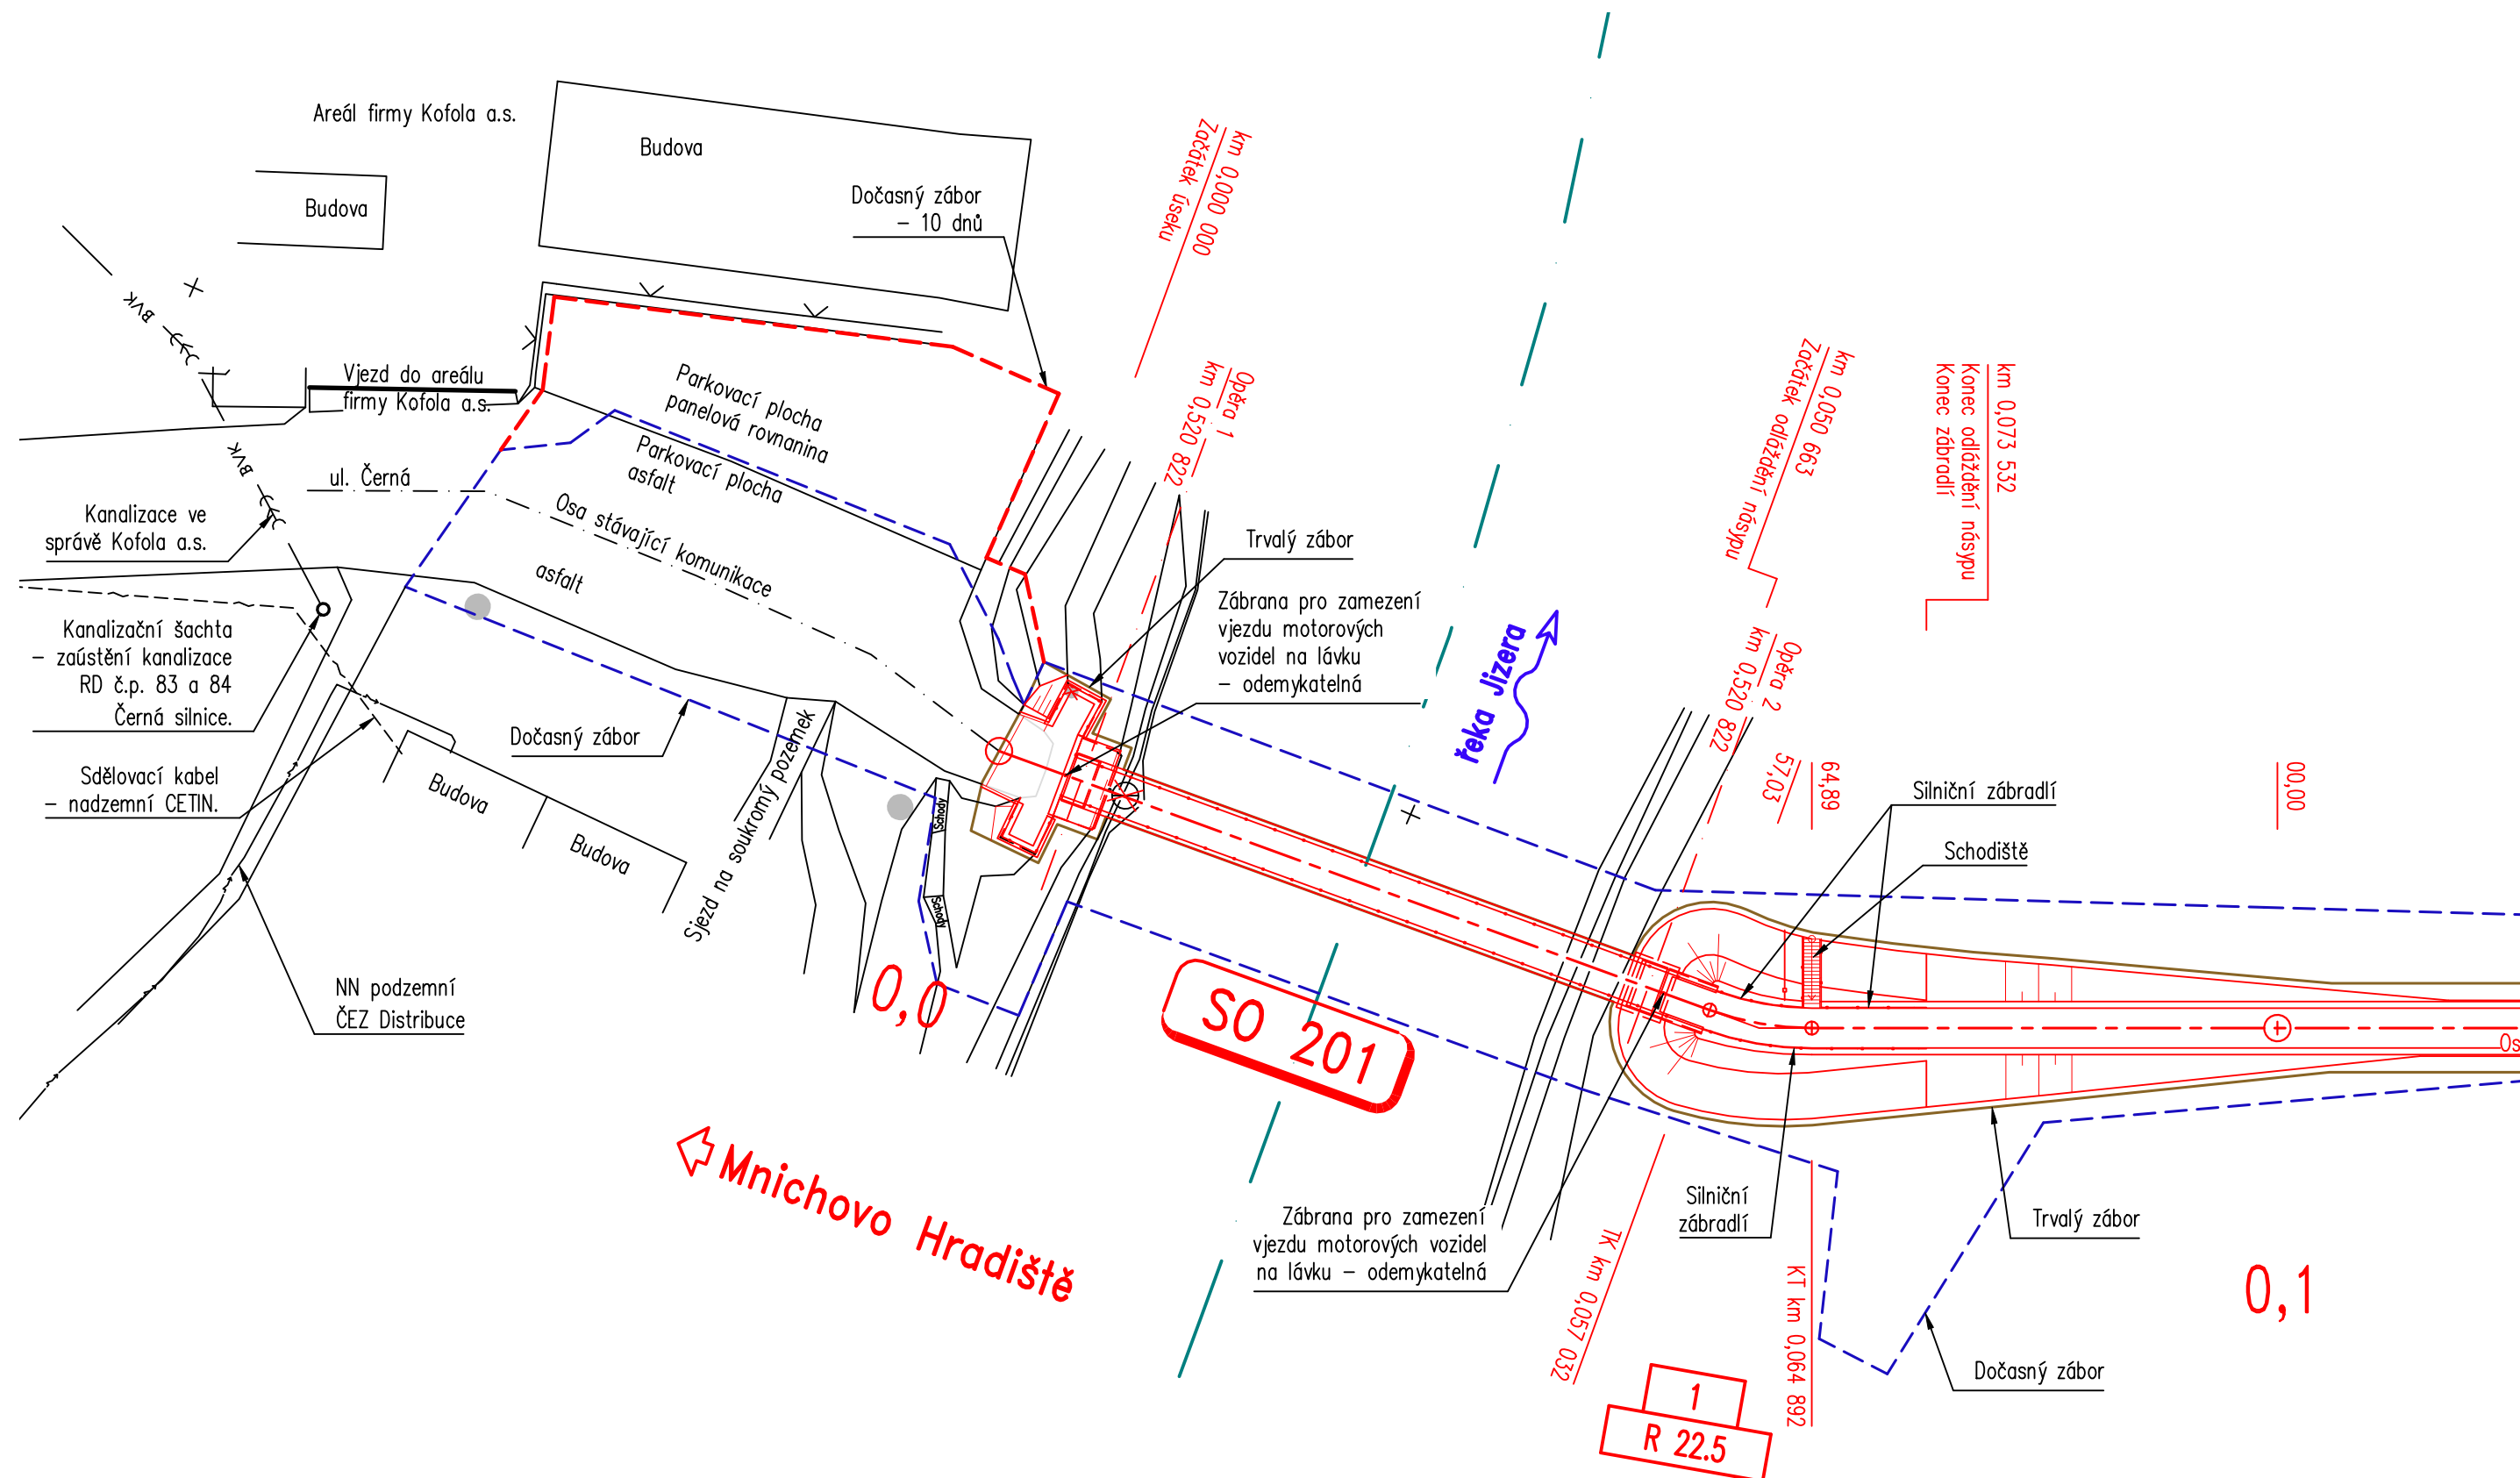 Areál firmy Kofola a.s.
Budova
Budova
Dočasný zábor
– 10 dnů
km 0,000 000
Začátek úseku
BVK
Vjezd do areálu
firmy Kofola a.s.
Parkovací plocha
panelová rovnanina
Parkovací plocha
asfalt
Opěra 1
km 0,520 822
km 0,050 663
Začátek odláždění násypu
km 0,073 532
Konec odláždění násypu
Konec zábradlí
BVK
ul. Černá
Osa stávající komunikace
asfalt
Kanalizace ve
správě Kofola a.s.
Trvalý zábor
Zábrana pro zamezení
vjezdu motorových
vozidel na lávku
– odemykatelná
řeka Jizera
Opěra 2
km 0,520 822
57,03
64,89
00,00
Kanalizační šachta
– zaústění kanalizace
RD č.p. 83 a 84
Černá silnice.
Dočasný zábor
Sjezd na soukromý pozemek
Sdělovací kabel
– nadzemní CETIN.
Budova
Budova
Schody
Schody
Silniční zábradlí
Schodiště
NN podzemní
ČEZ Distribuce
0,0
SO 201
Os
Mnichovo Hradiště
Zábrana pro zamezení
vjezdu motorových vozidel
na lávku – odemykatelná
Silniční
zábradlí
Trvalý zábor
TK km 0,057 032
KT km 0,064 892
0,1
Dočasný zábor
1
R 22.5